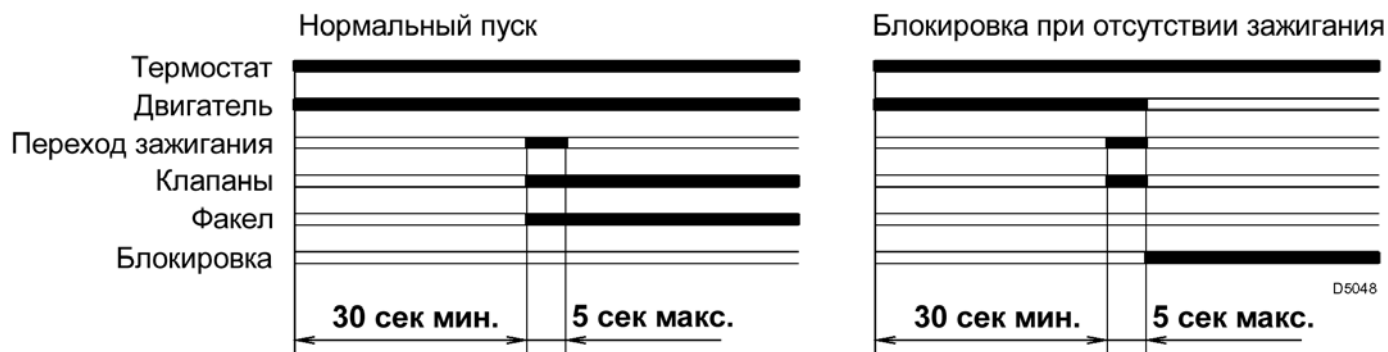 Нормальный пуск
Блокировка при отсутствии зажигания
Термостат
Двигатель
Переход зажигания
Клапаны
Факел
Блокировка
30 сек мин.
5 сек макс.
30 сек мин.
5 сек макс.
D5048